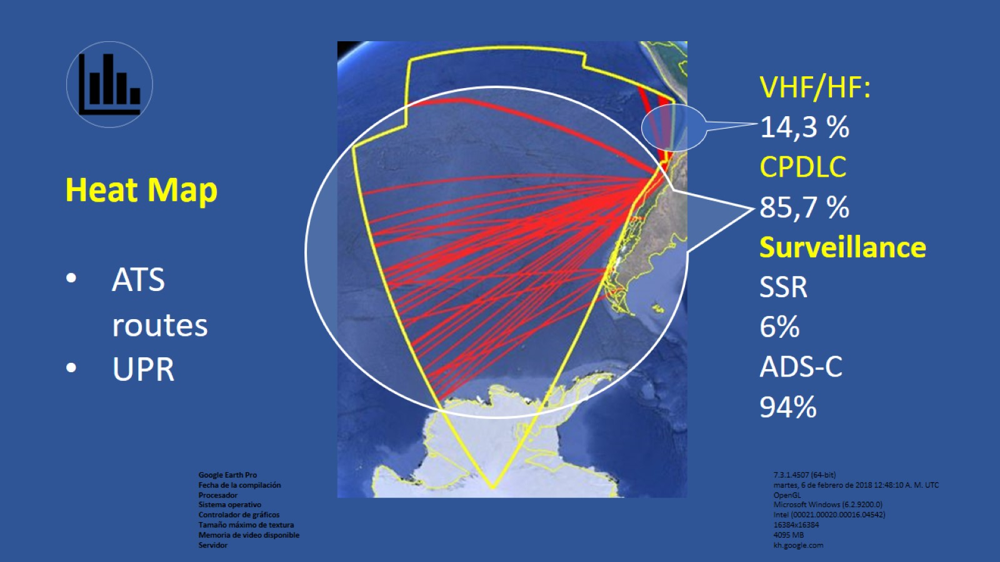 Heat Map
• ATS
routes
• UPR
VHF/HF:
14,3 %
CPDLC
85,7 %
Surveillance
SSR
6%
ADS-C
94%
Google Earth Pro
Fecha de la compilación
Procesador
Sistema operativo
Controlador de gráficos
Tamaño máximo de textura
Memoria de video disponible
Servidor
7.3.1.4507 (64-bit)
martes, 6 de febrero de 2018 12:48:10 A. M. UTC
OpenGL
Microsoft Windows (6.2.9200.0)
Intel (00021.00020.00016.04542)
16384x16384
4095 MB
kh.google.com